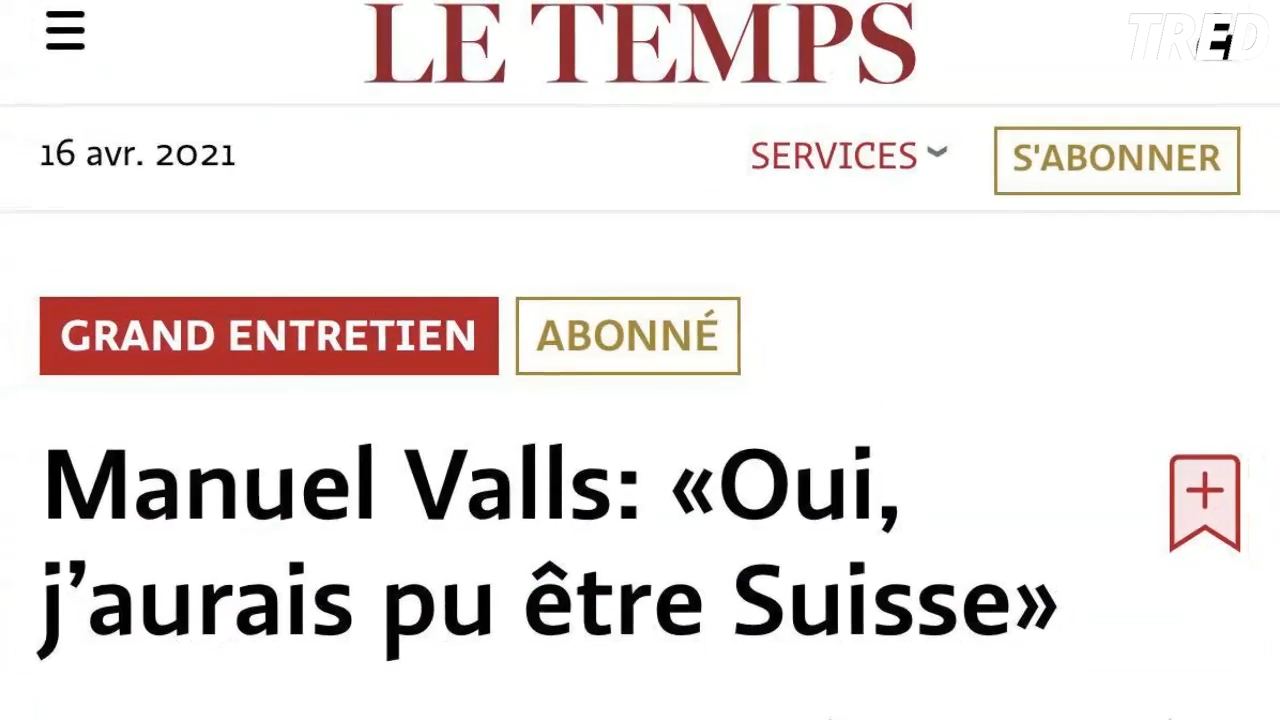 LE TEMPS
TRED
16 avr. 2021
SERVICES
S'ABONNER
GRAND ENTRETIEN
ABONNÉ
Manuel Valls: «Oui,
j’aurais pu être Suisse»